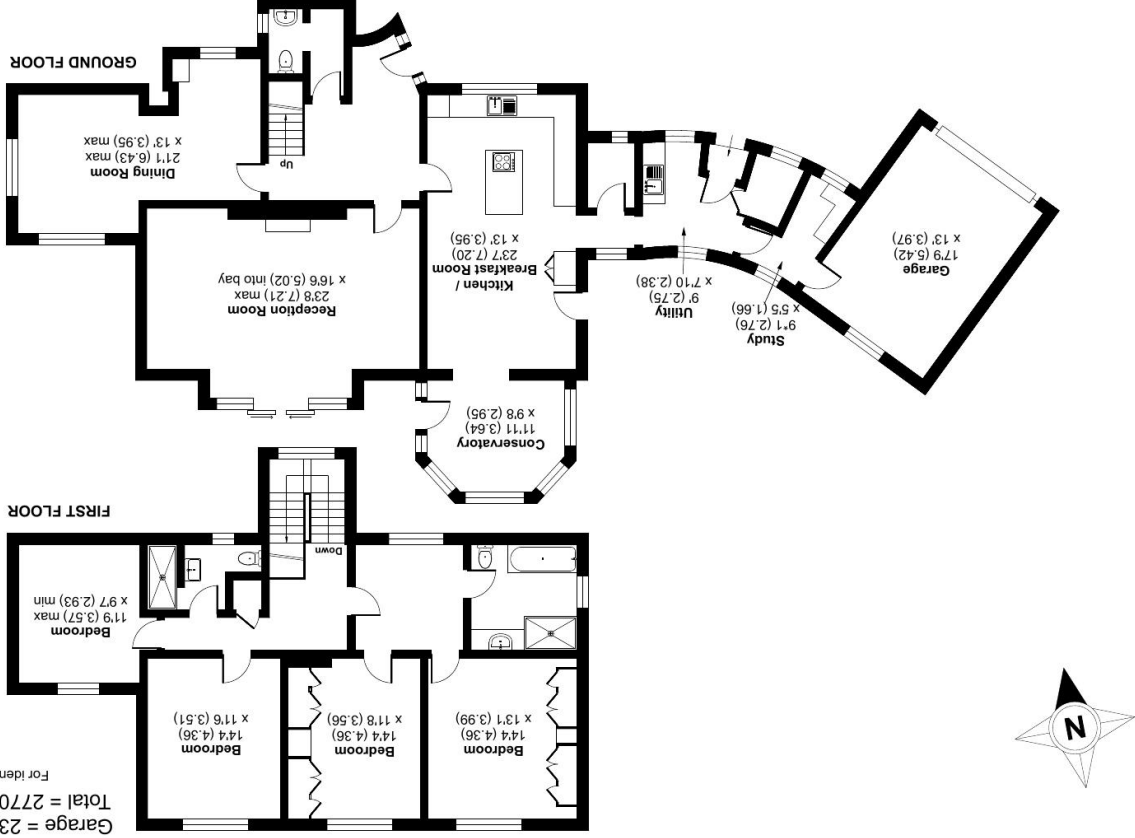 Garage = 23
Total = 2770
For iden
N
Bedroom
14'4 (4.36)
x 13'1 (3.99)
Bedroom
14'4 (4.36)
x 11'8 (3.56)
Bedroom
14'4 (4.36)
x 11'6 (3.51)
Bedroom
11'9 (3.57) max
x 9'7 (2.93) min
Down
FIRST FLOOR
Conservatory
11'11 (3.64)
x 9'8 (2.95)
Study
9'1 (2.76)
x 5'5 (1.66)
Utility
9' (2.75)
x 7'10 (2.38)
Garage
17'9 (5.42)
x 13' (3.97)
Kitchen /
Breakfast Room
23'7 (7.20)
x 13' (3.95)
Reception Room
23'8 (7.21) max
x 16'6 (5.02) into bay
Up
Dining Room
21'1 (6.43) max
x 13' (3.95) max
GROUND FLOOR